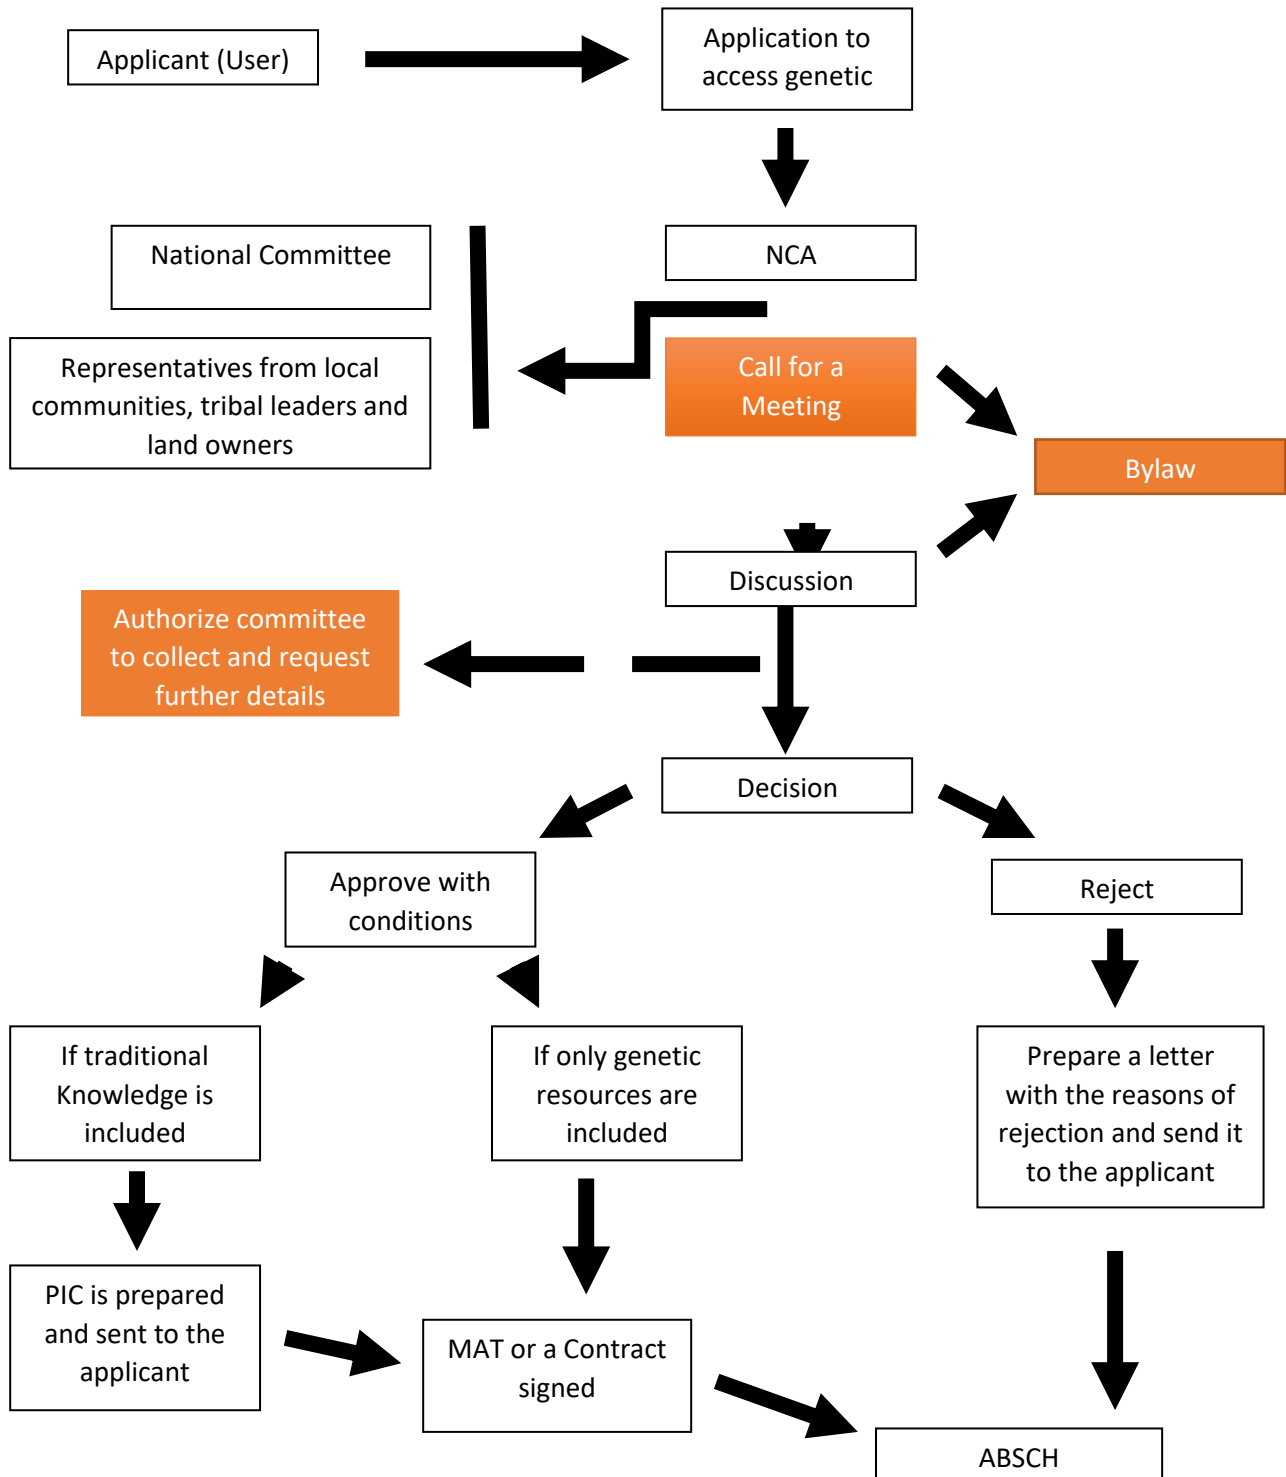 Applicant (User)
Application to
access genetic
National Committee
NCA
Representatives from local
communities, tribal leaders and
land owners
Call for a
Meeting
Bylaw
Discussion
Authorize committee
to collect and request
further details
Decision
Approve with
conditions
Reject
If traditional
Knowledge is
included
If only genetic
resources are
included
Prepare a letter
with the reasons of
rejection and send it
to the applicant
PIC is prepared
and sent to the
applicant
MAT or a Contract
signed
ABSCH